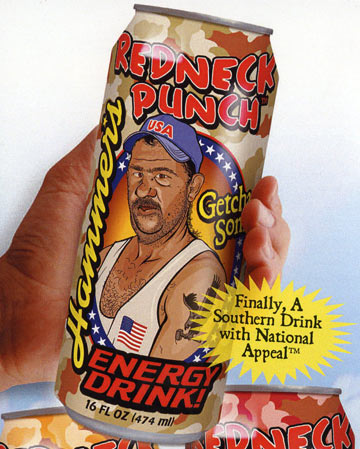 REDNECK
PUNCH
Hammer's
USA
Getcha
Som
Finally, A
Southern Drink
with National
Appeal™
ENERGY
DRINK!
16 FL OZ (474 ml)
REDNECK